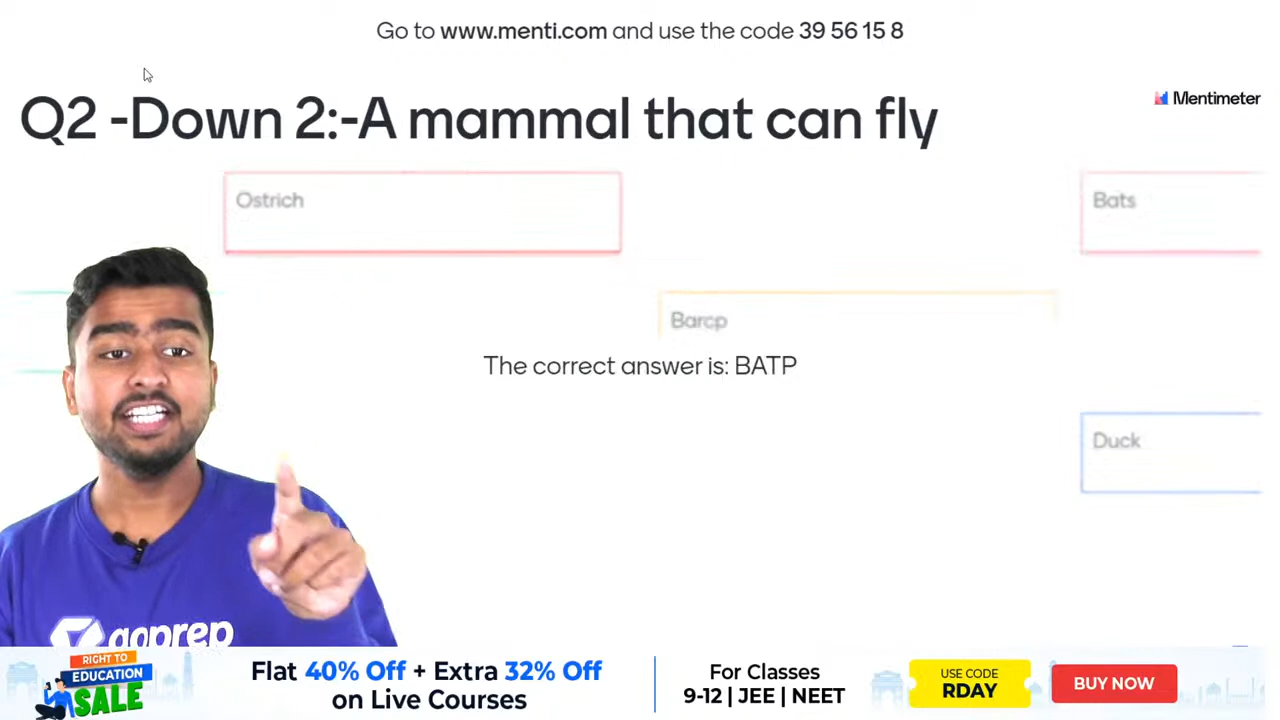 Go to www.menti.com and use the code 39 56 15 8
Q2 -Down 2:-A mammal that can fly
Mentimeter
Ostrich
Bats
Barcp
The correct answer is: BATP
Duck
goprep
RIGHT TO
EDUCATION
SALE
Flat 40% Off + Extra 32% Off
on Live Courses
For Classes
9-12 | JEE | NEET
USE CODE
RDAY
BUY NOW